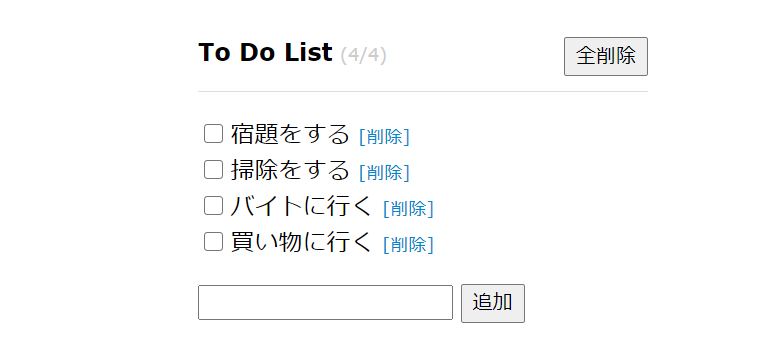 To Do List (4/4) 全削除
宿題をする [削除]
掃除をする [削除]
バイトに行く [削除]
買い物に行く [削除]
追加